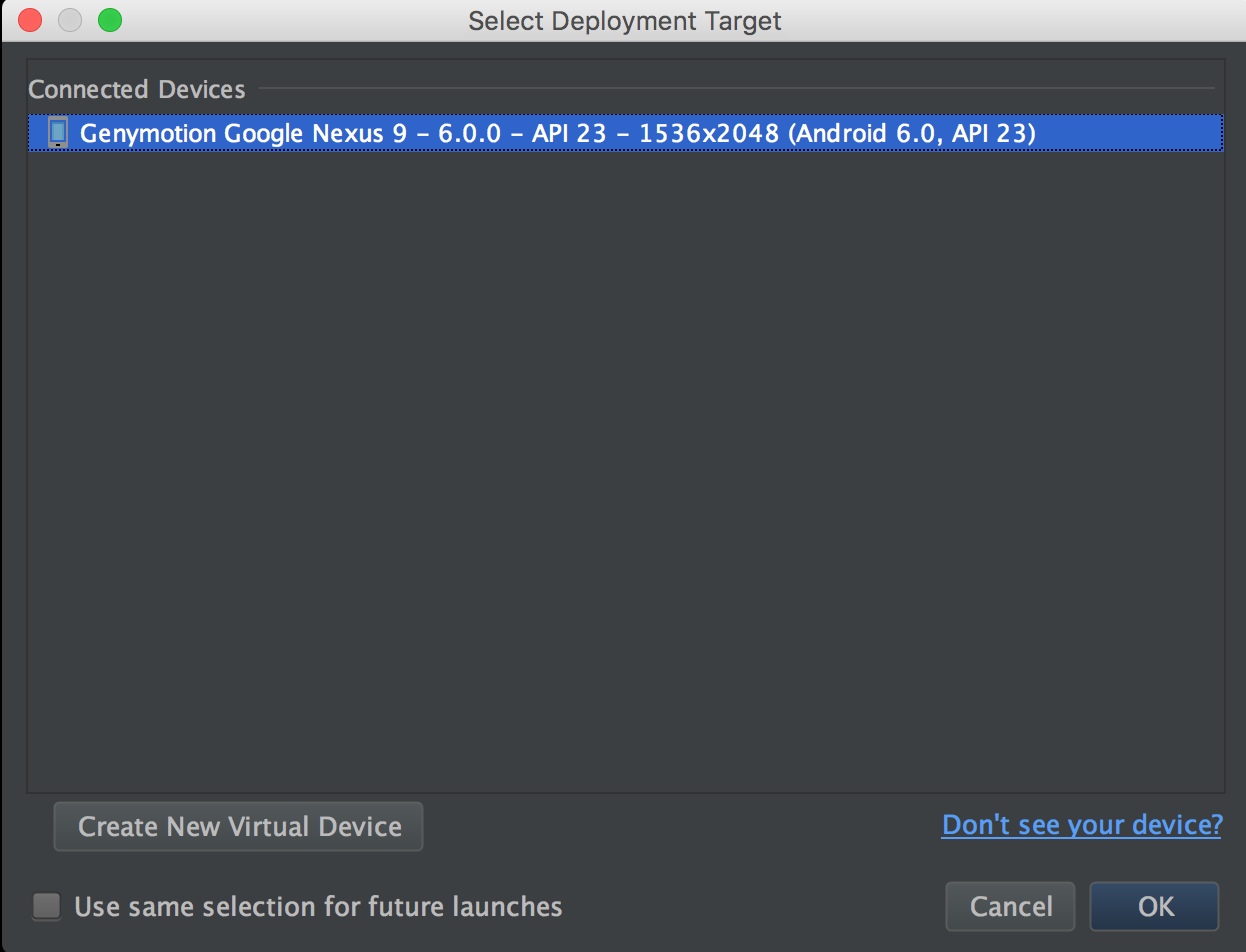 Select Deployment Target
Connected Devices
Genymotion Google Nexus 9 – 6.0.0 – API 23 – 1536x2048 (Android 6.0, API 23)
Create New Virtual Device
Don't see your device?
Use same selection for future launches
Cancel
OK